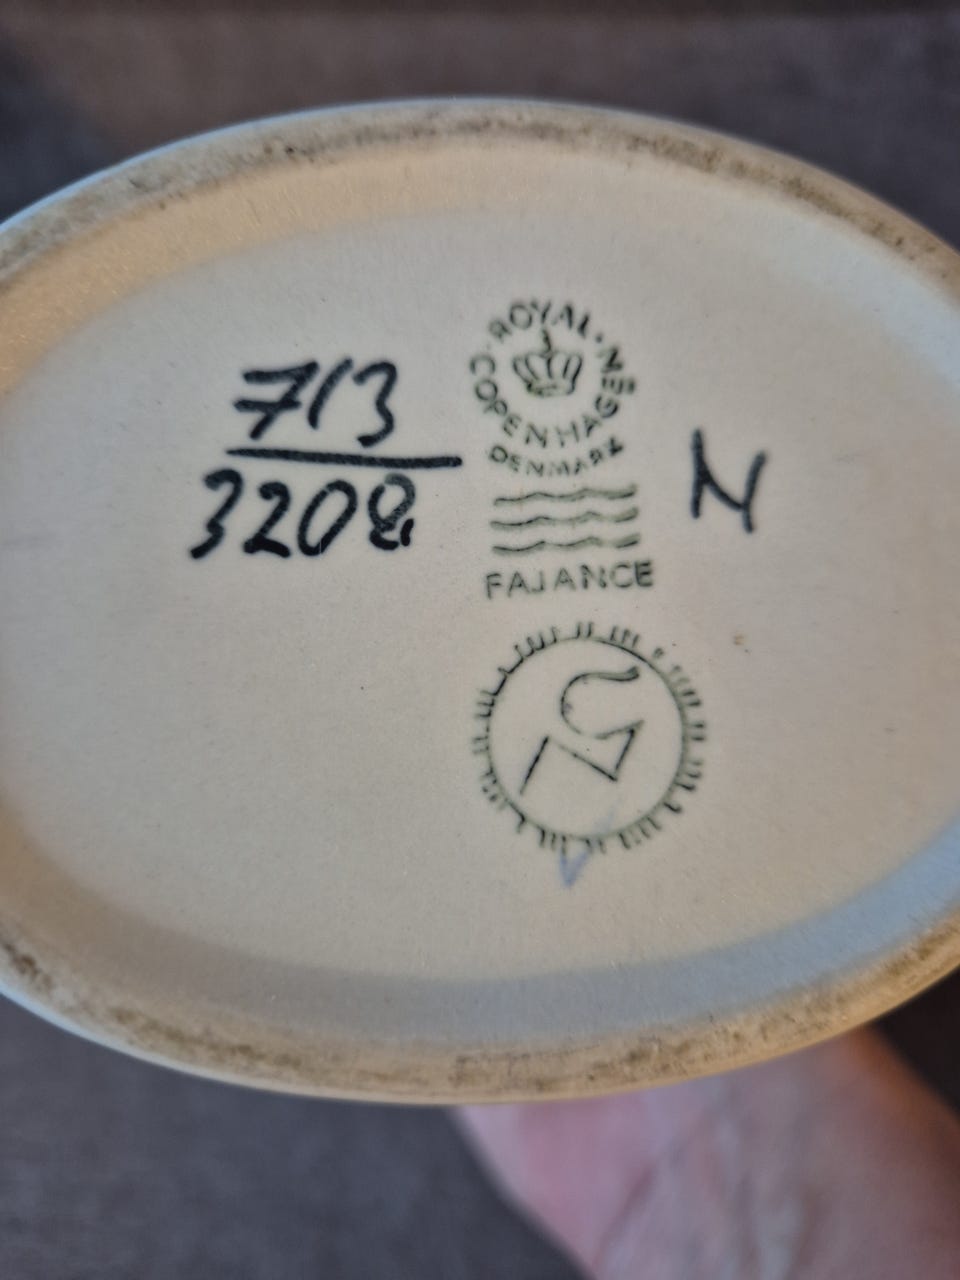 713
3208
ROYAL
COPENHAGEN
DENMARK
FAJANCE
N